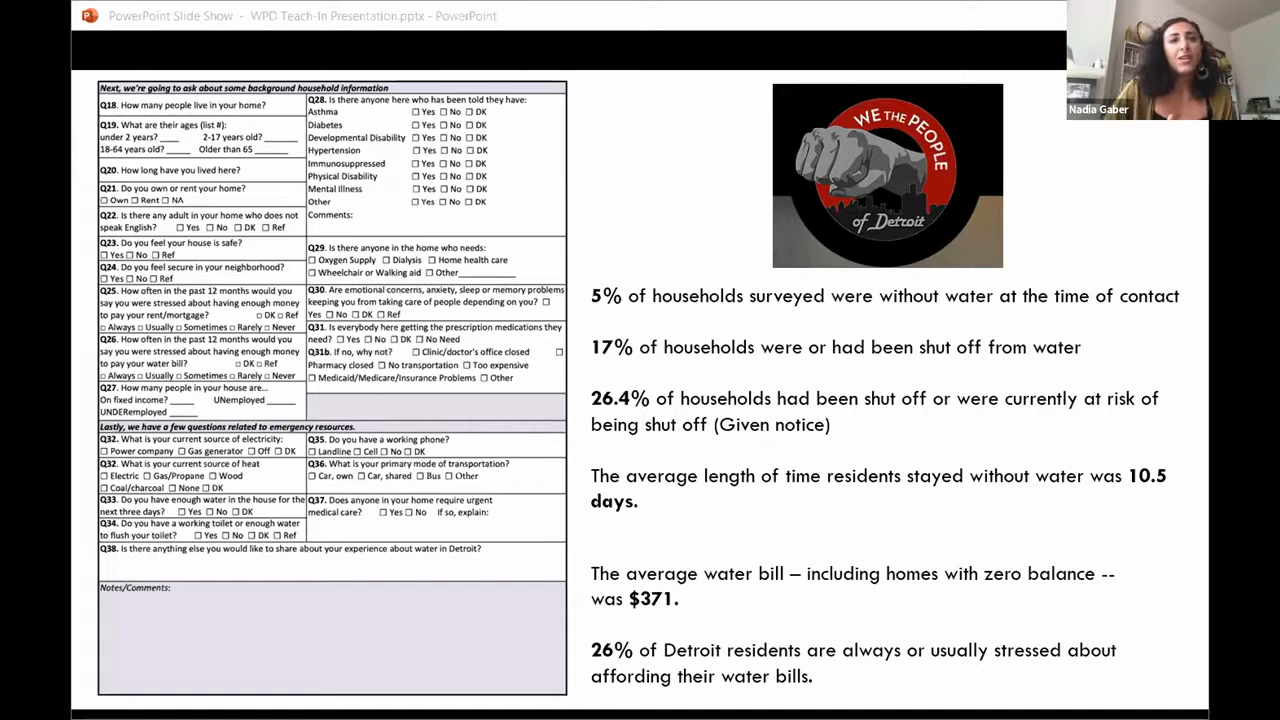 PowerPoint Slide Show - WPD Teach-In Presentation.pptx - PowerPoint
Nadia Gaber
Next, we're going to ask about some background household information
Q18. How many people live in your home?
Q19. What are their ages (list #):
under 2 years? ____ 2-17 years old? _______
18-64 years old? _____ Older than 65 _______
Q20. How long have you lived here?
Q21. Do you own or rent your home?
☐ Own ☐ Rent ☐ NA
Q22. Is there any adult in your home who does not
speak English? ☐ Yes ☐ No ☐ DK ☐ Ref
Q23. Do you feel your house is safe?
☐ Yes ☐ No ☐ Ref
Q24. Do you feel secure in your neighborhood?
☐ Yes ☐ No ☐ Ref
Q25. How often in the past 12 months would you
say you were stressed about having enough money
to pay your rent/mortgage? ☐ DK ☐ Ref
☐ Always ☐ Usually ☐ Sometimes ☐ Rarely ☐ Never
Q26. How often in the past 12 months would you
say you were stressed about having enough money
to pay your water bill? ☐ DK ☐ Ref
☐ Always ☐ Usually ☐ Sometimes ☐ Rarely ☐ Never
Q27. How many people in your house are...
On fixed income? _____ UNemployed ______
UNDERemployed ______
Q28. Is there anyone here who has been told they have:
Asthma ☐ Yes ☐ No ☐ DK
Diabetes ☐ Yes ☐ No ☐ DK
Developmental Disability ☐ Yes ☐ No ☐ DK
Hypertension ☐ Yes ☐ No ☐ DK
Immunosuppressed ☐ Yes ☐ No ☐ DK
Physical Disability ☐ Yes ☐ No ☐ DK
Mental Illness ☐ Yes ☐ No ☐ DK
Other ☐ Yes ☐ No ☐ DK
Comments:
Q29. Is there anyone in the home who needs:
☐ Oxygen Supply ☐ Dialysis ☐ Home health care
☐ Wheelchair or Walking aid ☐ Other____________
Q30. Are emotional concerns, anxiety, sleep or memory problems
keeping you from taking care of people depending on you? ☐
Yes ☐ No ☐ DK ☐ Ref
Q31. Is everybody here getting the prescription medications they
need? ☐ Yes ☐ No ☐ DK ☐ No Need
Q31b. If no, why not? ☐ Clinic/doctor's office closed ☐
Pharmacy closed ☐ No transportation ☐ Too expensive
☐ Medicaid/Medicare/Insurance Problems ☐ Other
Lastly, we have a few questions related to emergency resources.
Q32. What is your current source of electricity:
☐ Power company ☐ Gas generator ☐ Off ☐ DK
Q32. What is your current source of heat
☐ Electric ☐ Gas/Propane ☐ Wood
☐ Coal/charcoal ☐ None ☐ DK
Q33. Do you have enough water in the house for the
next three days? ☐ Yes ☐ No ☐ DK
Q34. Do you have a working toilet or enough water
to flush your toilet? ☐ Yes ☐ No ☐ DK ☐ Ref
Q35. Do you have a working phone?
☐ Landline ☐ Cell ☐ No ☐ DK
Q36. What is your primary mode of transportation?
☐ Car, own ☐ Car, shared ☐ Bus ☐ Other
Q37. Does anyone in your home require urgent
medical care? ☐ Yes ☐ No If so, explain:
Q38. Is there anything else you would like to share about your experience about water in Detroit?
Notes/Comments:
WE THE PEOPLE
of Detroit
5% of households surveyed were without water at the time of contact
17% of households were or had been shut off from water
26.4% of households had been shut off or were currently at risk of
being shut off (Given notice)
The average length of time residents stayed without water was 10.5
days.
The average water bill – including homes with zero balance --
was $371.
26% of Detroit residents are always or usually stressed about
affording their water bills.